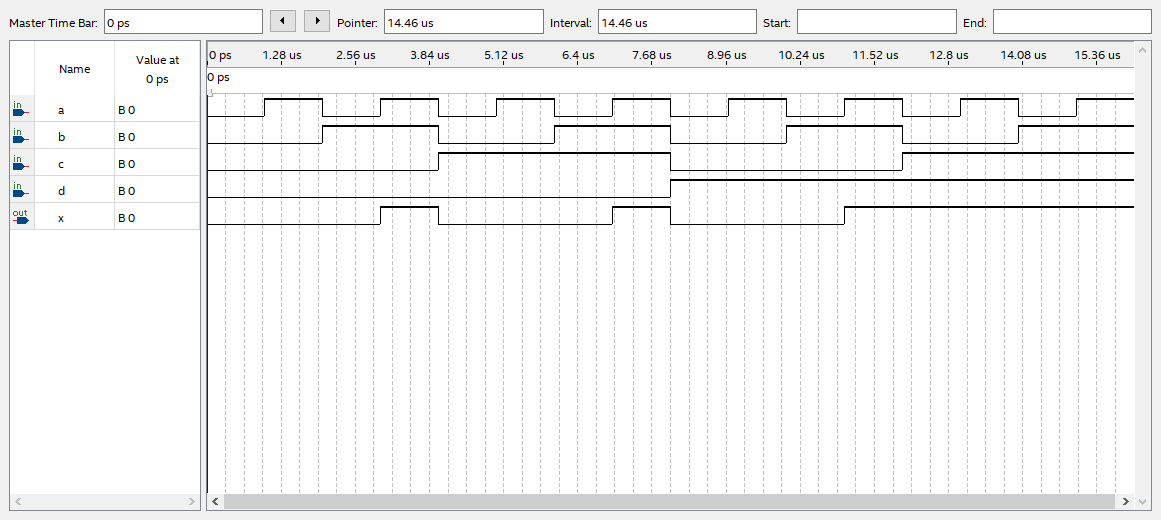 Master Time Bar: 0 ps Pointer: 14.46 us Interval: 14.46 us Start: End:
Name Value at 0 ps
0 ps 1.28 us 2.56 us 3.84 us 5.12 us 6.4 us 7.68 us 8.96 us 10.24 us 11.52 us 12.8 us 14.08 us 15.36 us
0 ps
in a B 0
in b B 0
in c B 0
in d B 0
out x B 0